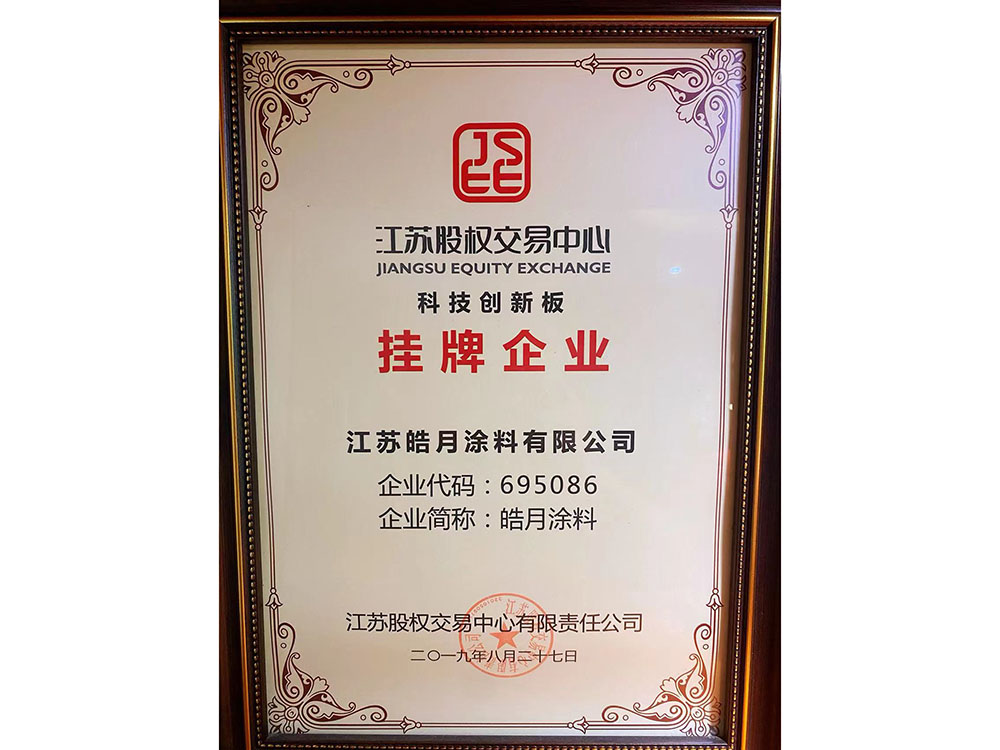 JS
EE
江苏股权交易中心
JIANGSU EQUITY EXCHANGE
科技创新板
挂牌企业
江苏皓月涂料有限公司
企业代码：695086
企业简称：皓月涂料
江苏股权交易中心有限责任公司
二〇一九年八月二十七日